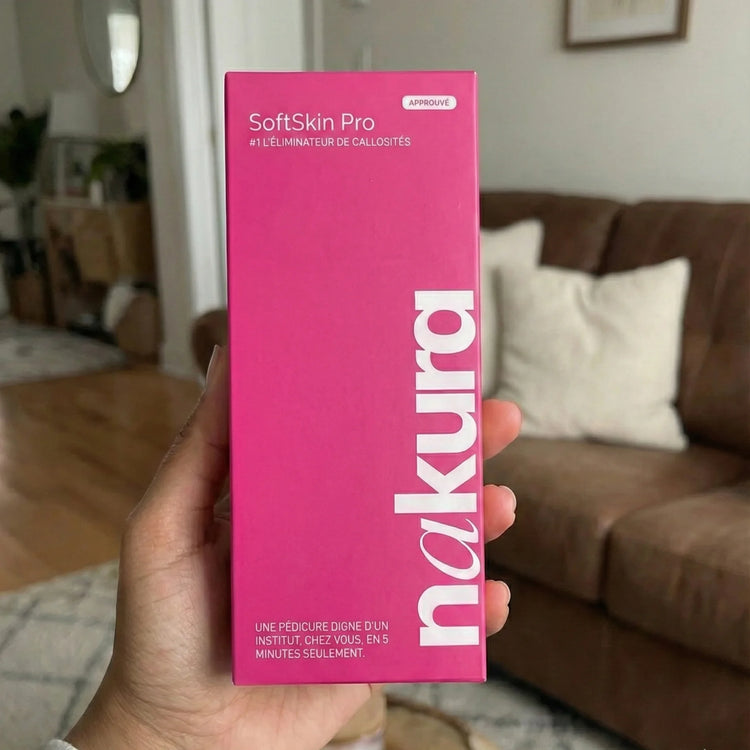 APPROUVÉ
SoftSkin Pro
#1 L'ÉLIMINATEUR DE CALLOSITÉS
nakura
UNE PÉDICURE DIGNE D'UN
INSTITUT, CHEZ VOUS, EN 5
MINUTES SEULEMENT.